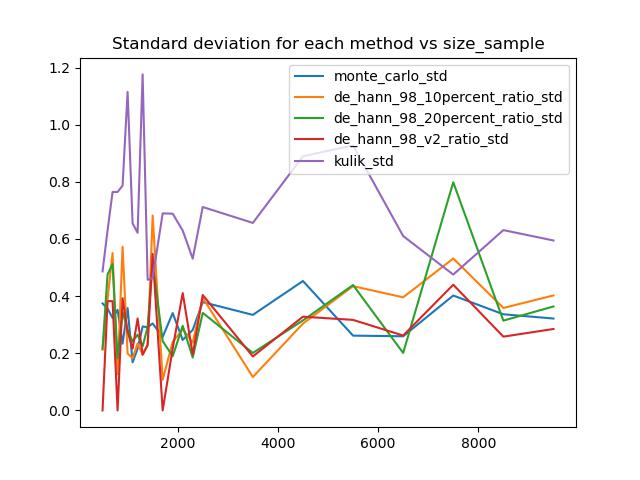 Standard deviation for each method vs size_sample
1.2
1.0
0.8
0.6
0.4
0.2
0.0
monte_carlo_std
de_hann_98_10percent_ratio_std
de_hann_98_20percent_ratio_std
de_hann_98_v2_ratio_std
kulik_std
2000 4000 6000 8000